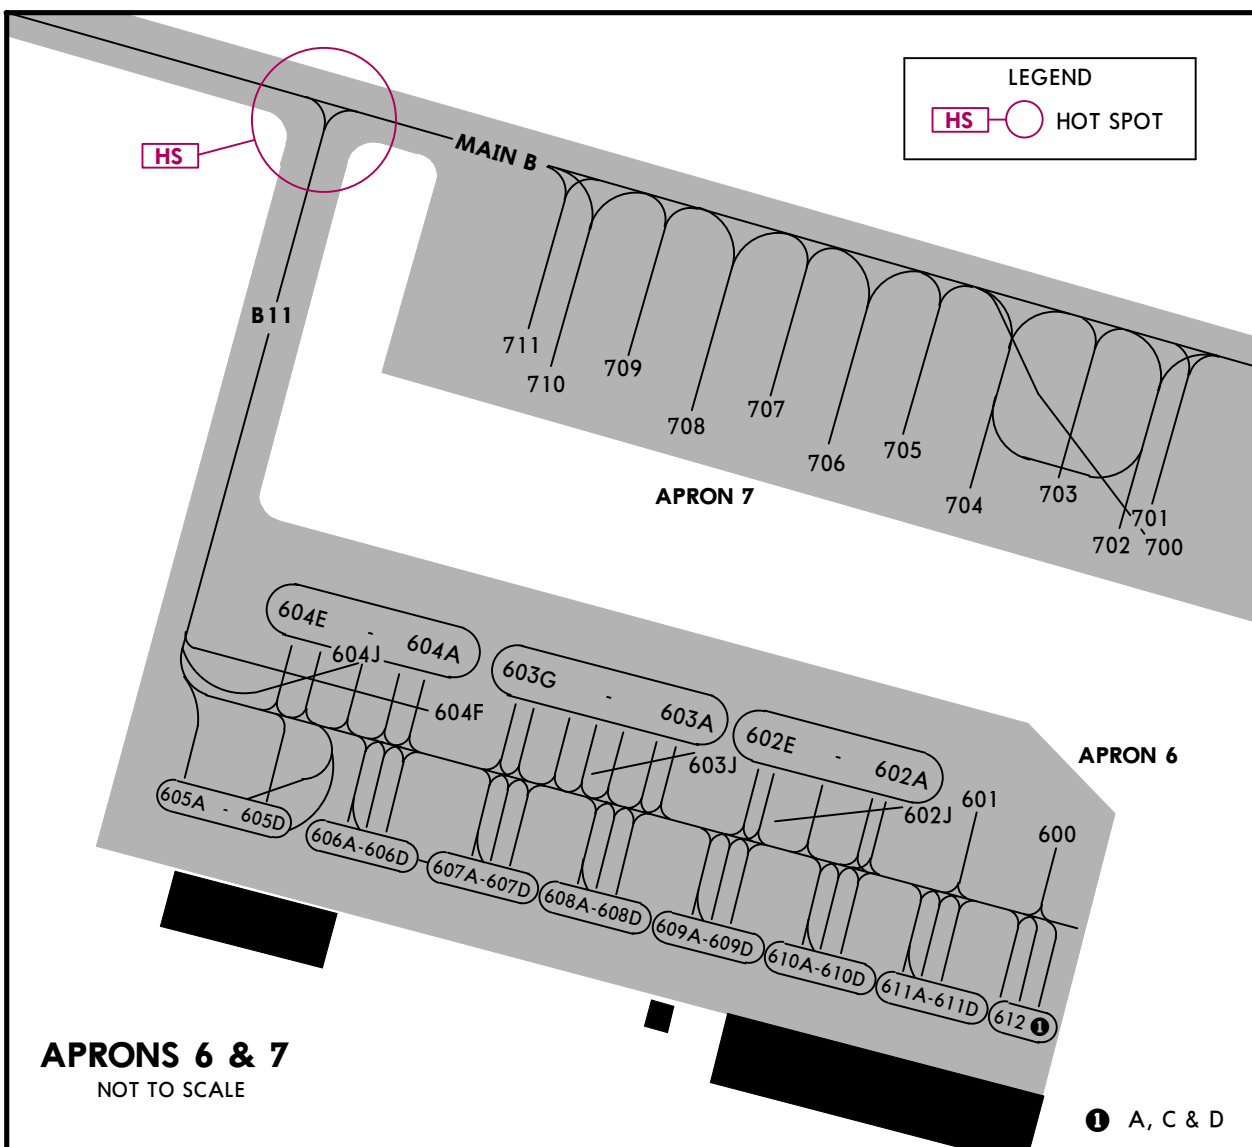 LEGEND
HS HOT SPOT
HS
MAIN B
B11
711
710
709
708
707
706
705
704
703
702
701
700
APRON 7
604E - 604A
604J
604F
603G - 603A
603J
602E - 602A
602J
601
600
APRON 6
605A - 605D
606A-606D
607A-607D
608A-608D
609A-609D
610A-610D
611A-611D
612 1
APRONS 6 & 7
NOT TO SCALE
1 A, C & D